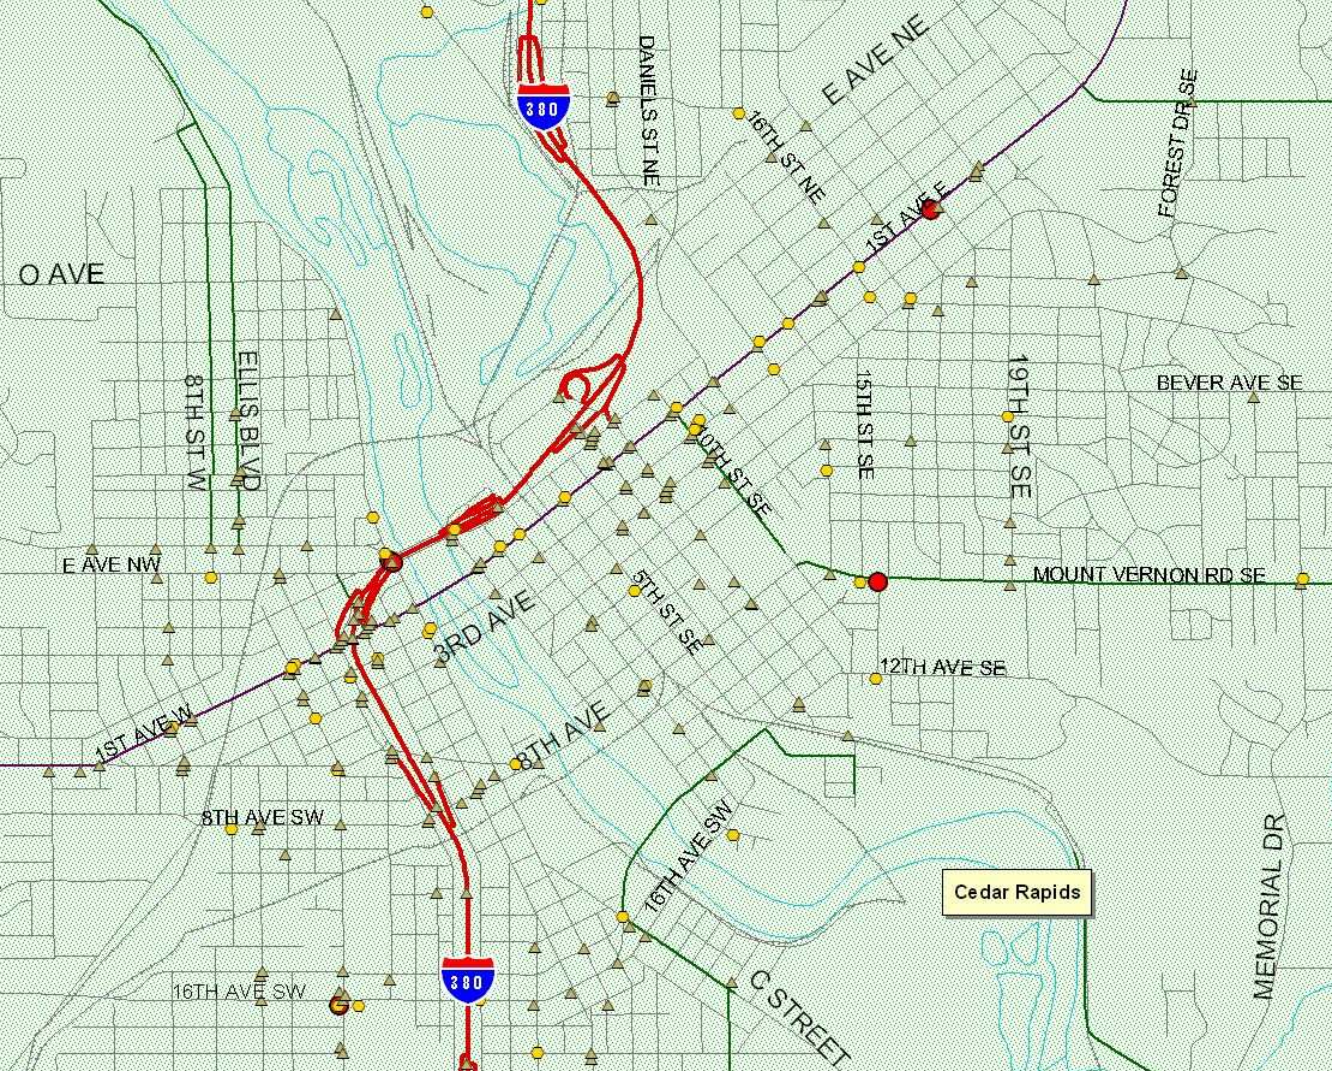 E AVE NE
DANIELS ST NE
380
FOREST DR SE
16TH ST NE
1ST AVE E
O AVE
8TH ST W
ELLIS BLVD
15TH ST SE
19TH ST SE
BEVER AVE SE
10TH ST SE
E AVE NW
MOUNT VERNON RD SE
5TH ST SE
3RD AVE
12TH AVE SE
1ST AVE W
8TH AVE
8TH AVE SW
16TH AVE SW
MEMORIAL DR
Cedar Rapids
380
16TH AVE SW
C STREET